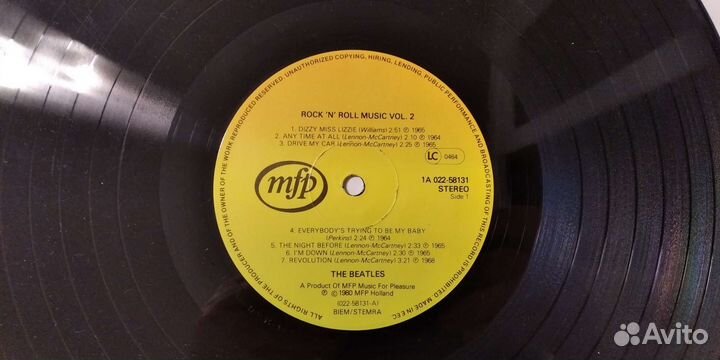 ALL RIGHTS OF THE PRODUCER AND OF THE OWNER OF THE WORK REPRODUCED RESERVED. UNAUTHORIZED COPYING, HIRING, LENDING, PUBLIC PERFORMANCE AND BROADCASTING OF THIS RECORD IS PROHIBITED. MADE IN EEC
ROCK 'N' ROLL MUSIC VOL. 2
1. DIZZY MISS LIZZIE (Williams) 2:51 ℗ 1965
2. ANY TIME AT ALL (Lennon-McCartney) 2:10 ℗ 1964
3. DRIVE MY CAR (Lennon-McCartney) 2:25 ℗ 1965
LC 0464
mfp
1A 022-58131
STEREO
Side 1
4. EVERYBODY'S TRYING TO BE MY BABY
(Perkins) 2:24 ℗ 1964
5. THE NIGHT BEFORE (Lennon-McCartney) 2:33 ℗ 1965
6. I'M DOWN (Lennon-McCartney) 2:30 ℗ 1965
7. REVOLUTION (Lennon-McCartney) 3:21 ℗ 1968
THE BEATLES
A Product Of MFP Music For Pleasure
℗ © 1980 MFP Holland
(022-58131-A)
BIEM/STEMRA
Avito